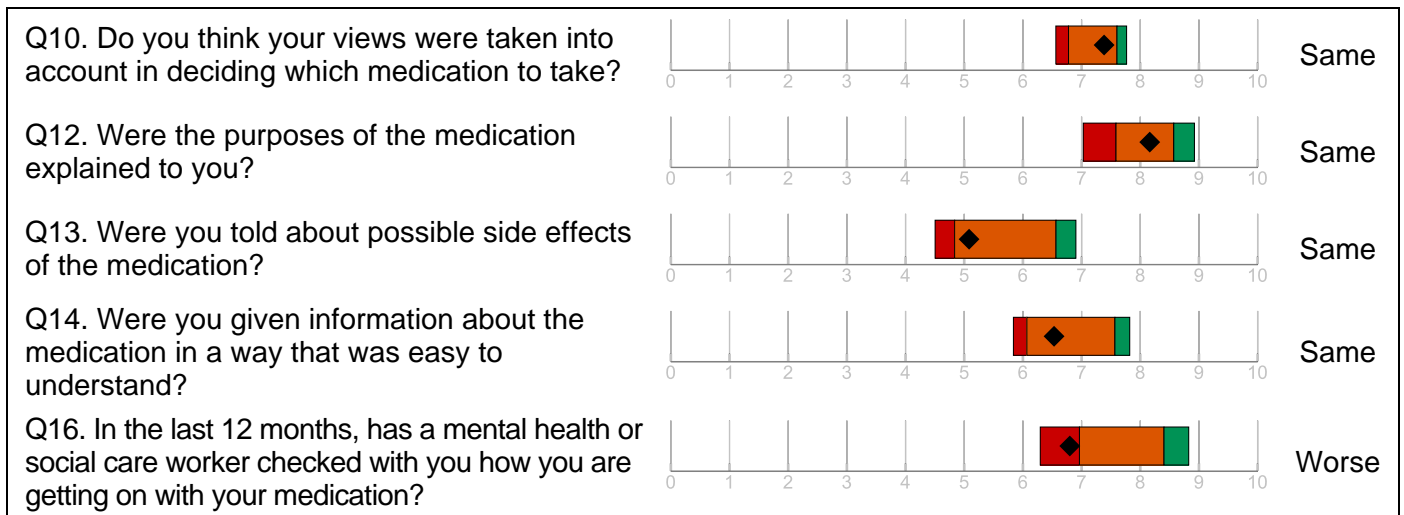 Q10. Do you think your views were taken into
account in deciding which medication to take?
0 1 2 3 4 5 6 7 8 9 10
Same
Q12. Were the purposes of the medication
explained to you?
0 1 2 3 4 5 6 7 8 9 10
Same
Q13. Were you told about possible side effects
of the medication?
0 1 2 3 4 5 6 7 8 9 10
Same
Q14. Were you given information about the
medication in a way that was easy to
understand?
0 1 2 3 4 5 6 7 8 9 10
Same
Q16. In the last 12 months, has a mental health or
social care worker checked with you how you are
getting on with your medication?
0 1 2 3 4 5 6 7 8 9 10
Worse